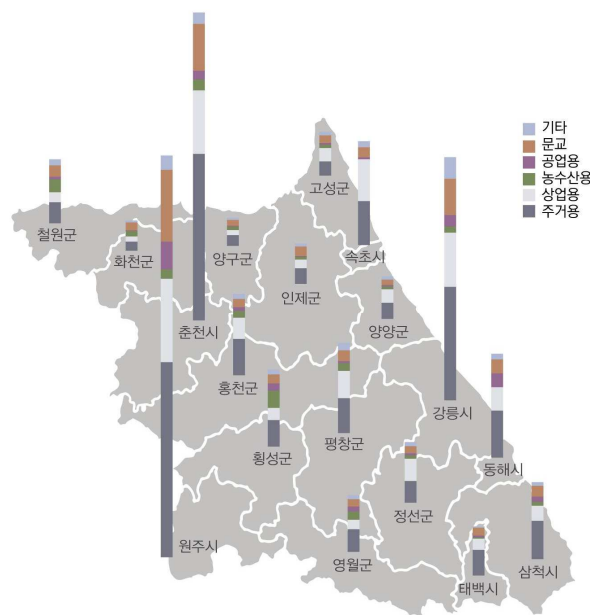 기타
문교
공업용
농수산용
상업용
주거용
고성군
철원군
화천군
양구군
속초시
인제군
양양군
춘천시
홍천군
강릉시
평창군
횡성군
동해시
정선군
원주시
영월군
태백시
삼척시